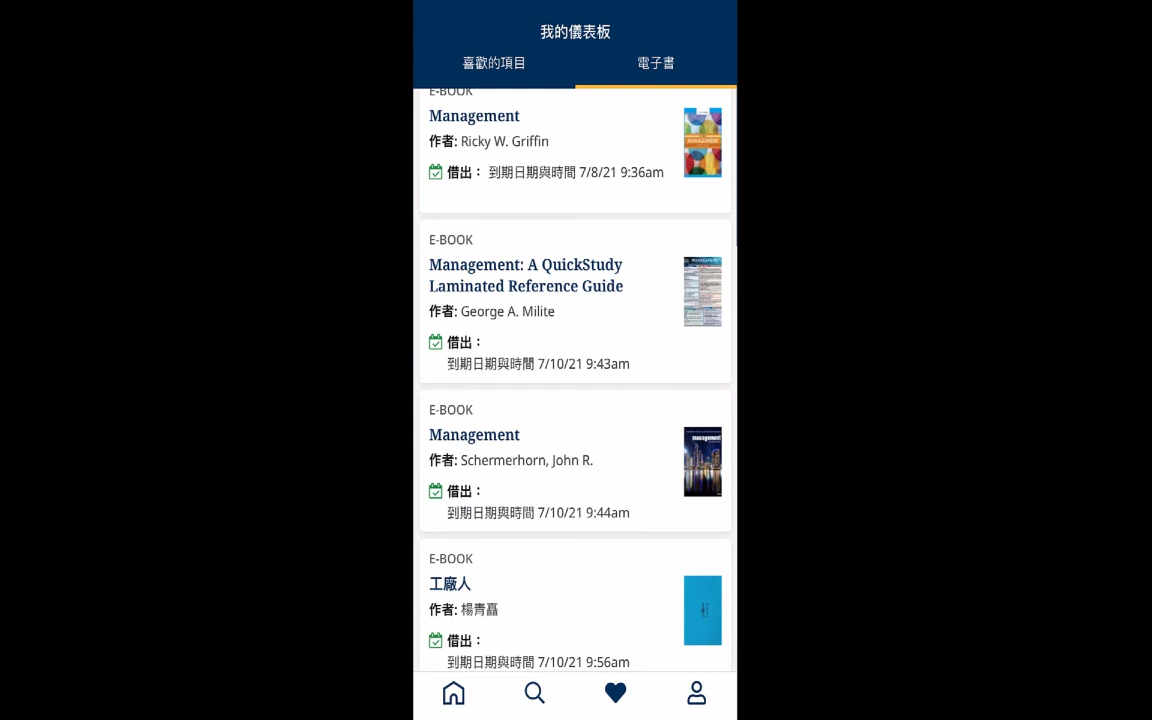 我的儀表板
喜歡的項目
電子書
E-BOOK
Management
作者: Ricky W. Griffin
借出： 到期日期與時間 7/8/21 9:36am
MANAGEMENT
E-BOOK
Management: A QuickStudy
Laminated Reference Guide
作者: George A. Milite
借出：
到期日期與時間 7/10/21 9:43am
MANAGEMENT
E-BOOK
Management
作者: Schermerhorn, John R.
借出：
到期日期與時間 7/10/21 9:44am
management
E-BOOK
工廠人
作者: 楊青矗
借出：
到期日期與時間 7/10/21 9:56am